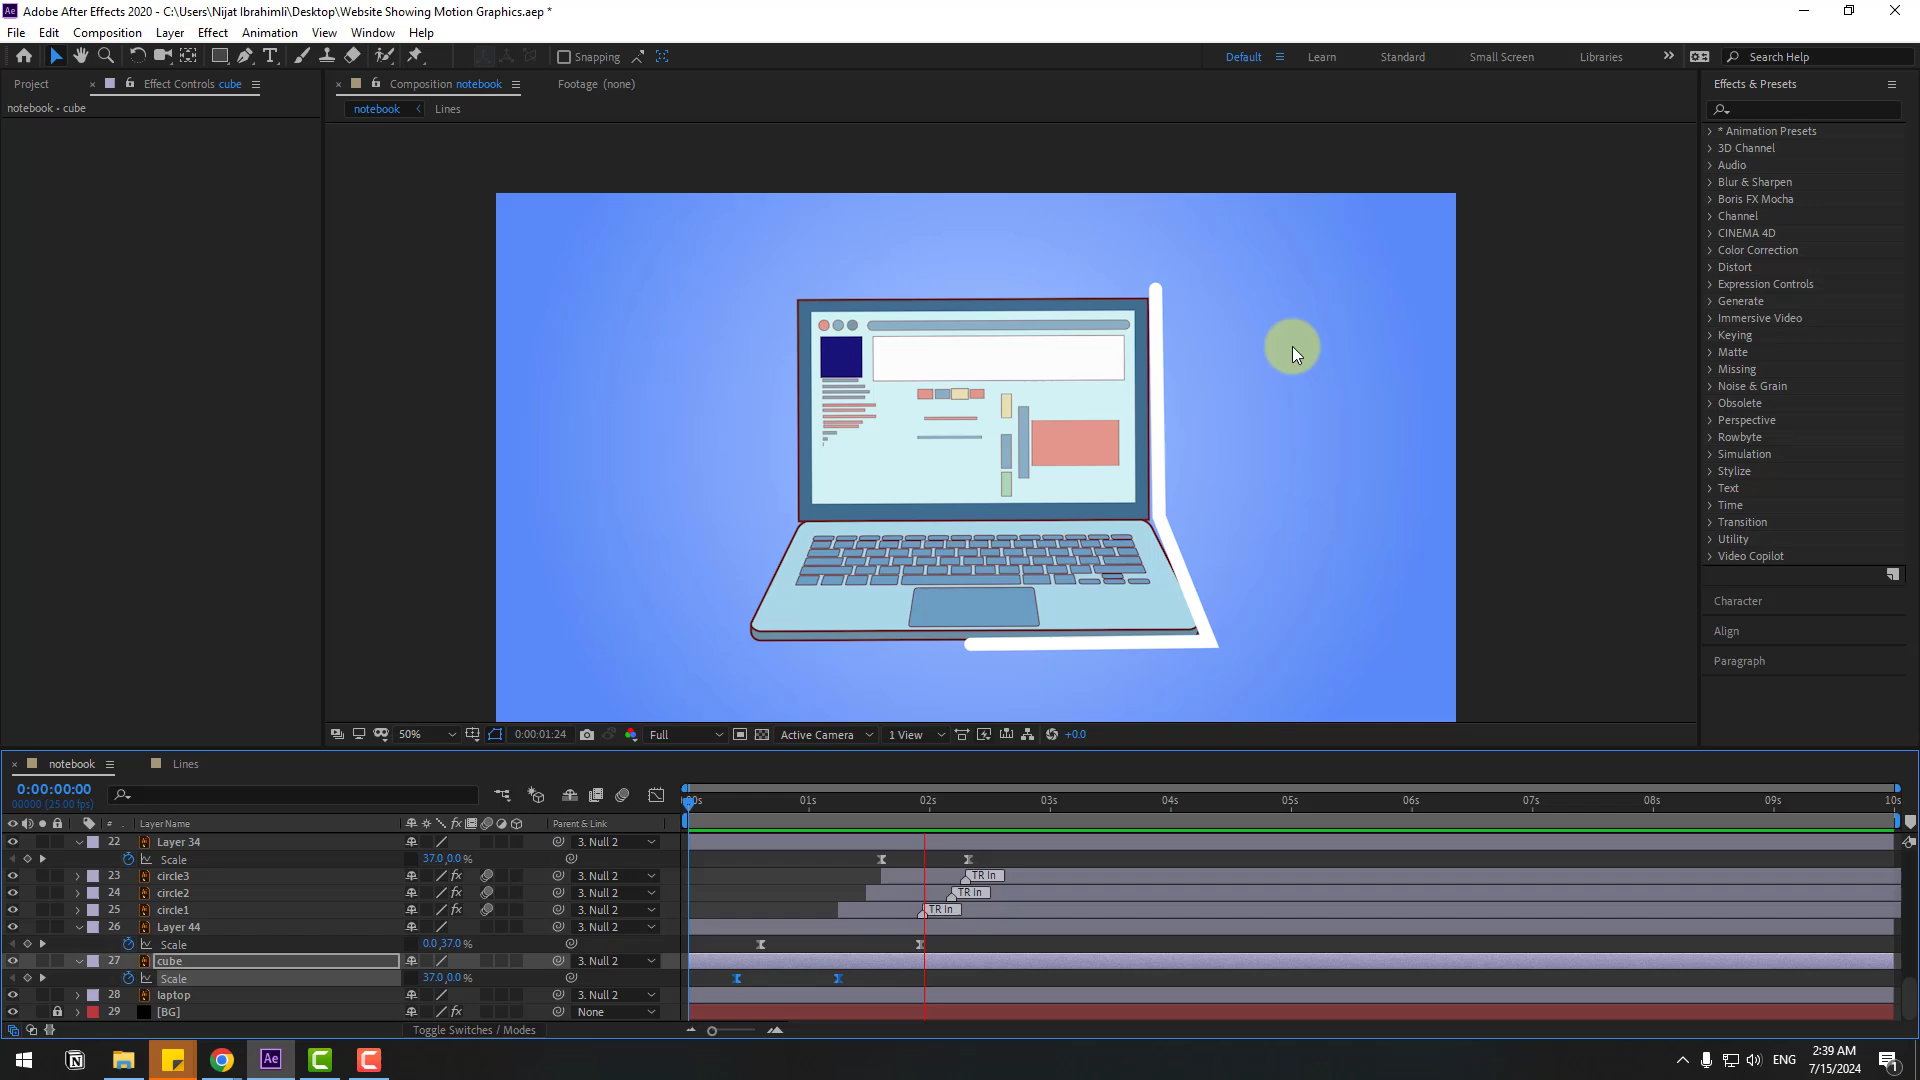 Adobe After Effects 2020 - C:\Users\Nijat Ibrahimli\Desktop\Website Showing Motion Graphics.aep *
File Edit Composition Layer Effect Animation View Window Help
Snapping
Default Learn Standard Small Screen Libraries
Search Help
Project
Effect Controls cube
notebook • cube
Composition notebook
Footage (none)
notebook
Lines
Effects & Presets
* Animation Presets
3D Channel
Audio
Blur & Sharpen
Boris FX Mocha
Channel
CINEMA 4D
Color Correction
Distort
Expression Controls
Generate
Immersive Video
Keying
Matte
Missing
Noise & Grain
Obsolete
Perspective
Rowbyte
Simulation
Stylize
Text
Time
Transition
Utility
Video Copilot
Character
Align
Paragraph
50% 0:00:01:24 Full Active Camera 1 View +0.0
notebook Lines
0:00:00:00
00000 (25.00 fps)
# Layer Name Parent & Link
:00s 01s 02s 03s 04s 05s 06s 07s 08s 09s 10s
22 Layer 34 3. Null 2
Scale 37.0,0.0 %
23 circle3 3. Null 2 TR In
24 circle2 3. Null 2 TR In
25 circle1 3. Null 2 TR In
26 Layer 44 3. Null 2
Scale 0.0,37.0 %
27 cube 3. Null 2
Scale 37.0,0.0 %
28 laptop 3. Null 2
29 [BG] None
Toggle Switches / Modes
ENG
2:39 AM
7/15/2024